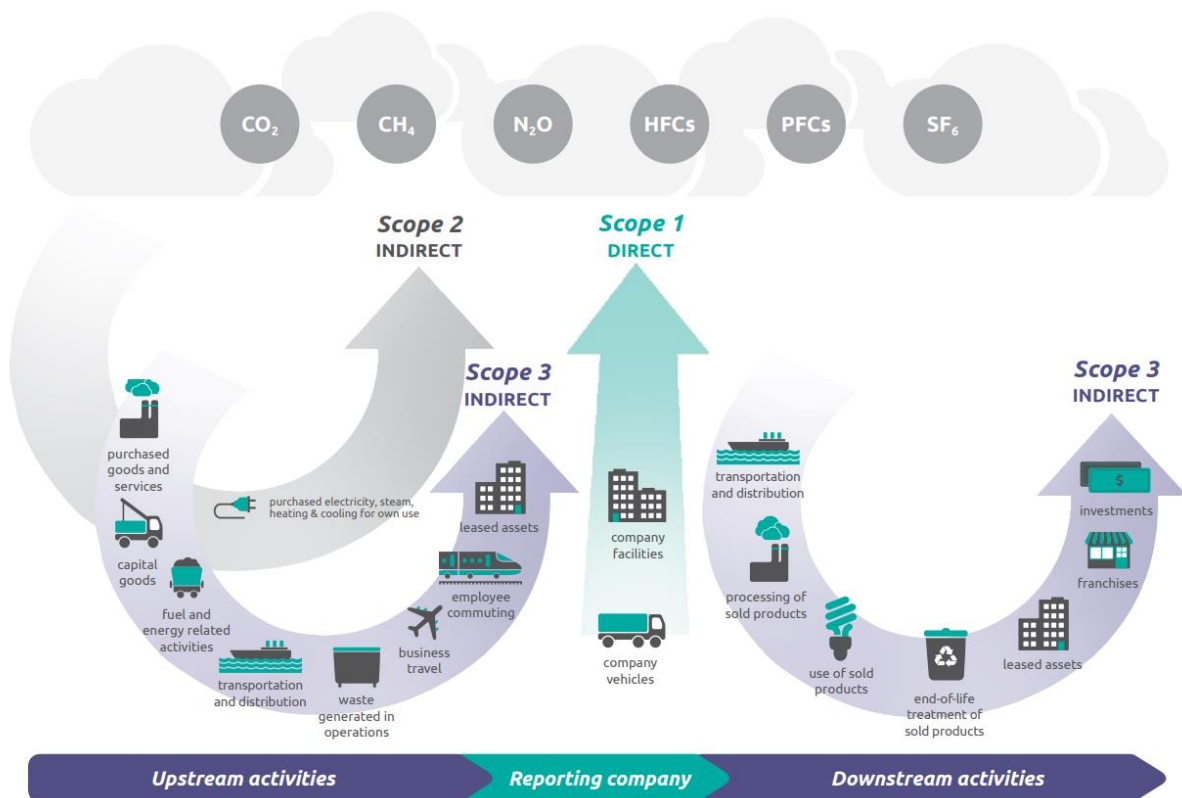 CO₂
CH₄
N₂O
HFCs
PFCs
SF₆
Scope 2
INDIRECT
Scope 1
DIRECT
Scope 3
INDIRECT
Scope 3
INDIRECT
purchased
goods and
services
capital
goods
fuel and
energy related
activities
transportation
and distribution
waste
generated in
operations
business
travel
employee
commuting
leased assets
purchased electricity, steam,
heating & cooling for own use
company
facilities
company
vehicles
transportation
and distribution
processing of
sold products
use of sold
products
end-of-life
treatment of
sold products
leased assets
franchises
$
investments
Upstream activities
Reporting company
Downstream activities